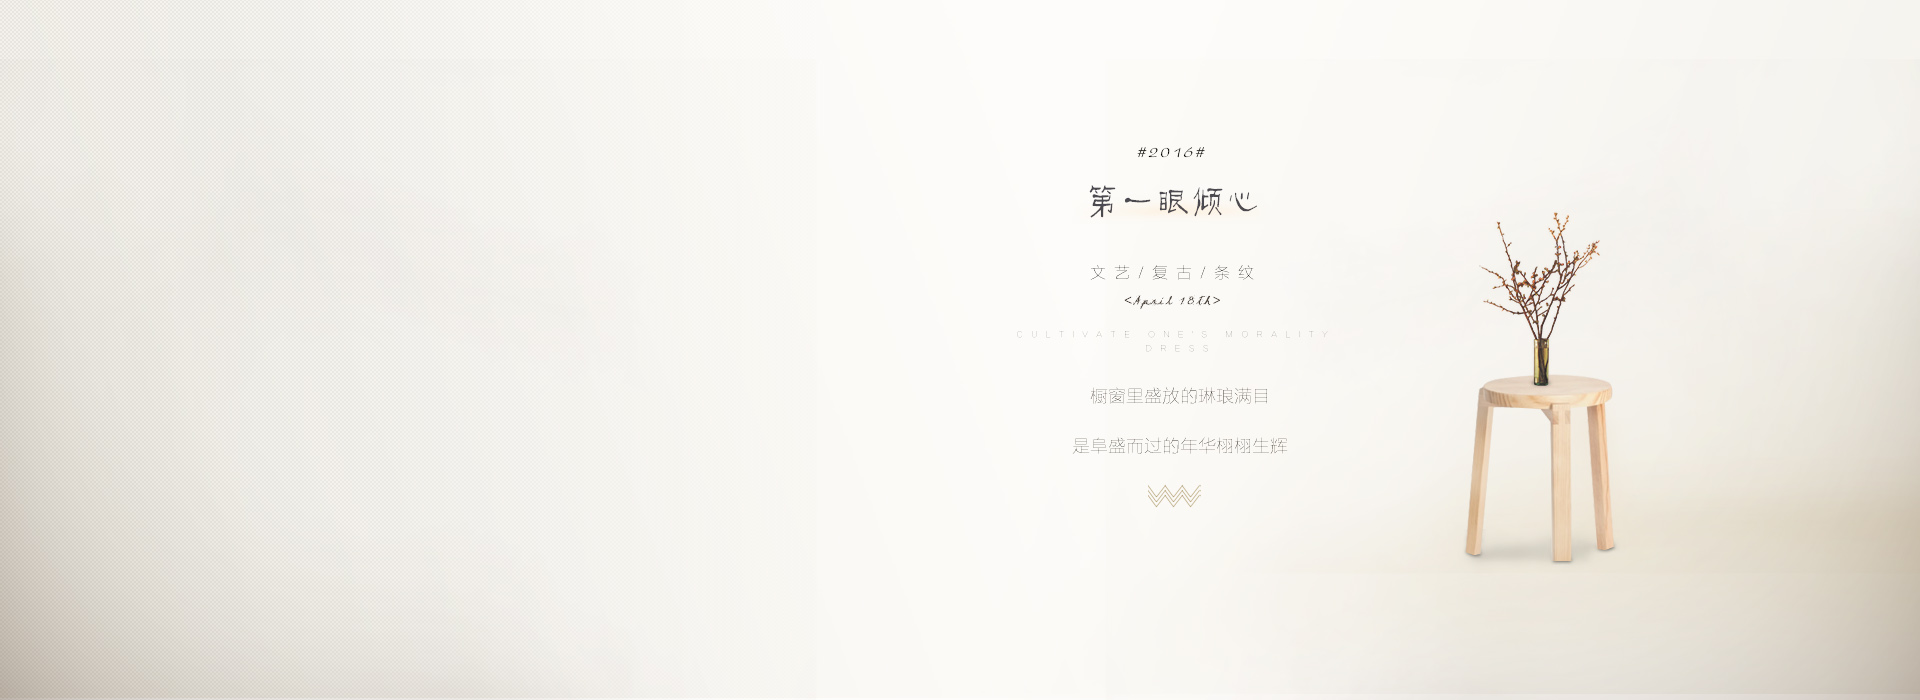 #2016#
第一眼倾心
文艺/复古/条纹
<April 18th>
CULTIVATE ONE'S MORALITY
DRESS
橱窗里盛放的琳琅满目
是阜盛而过的年华栩栩生辉